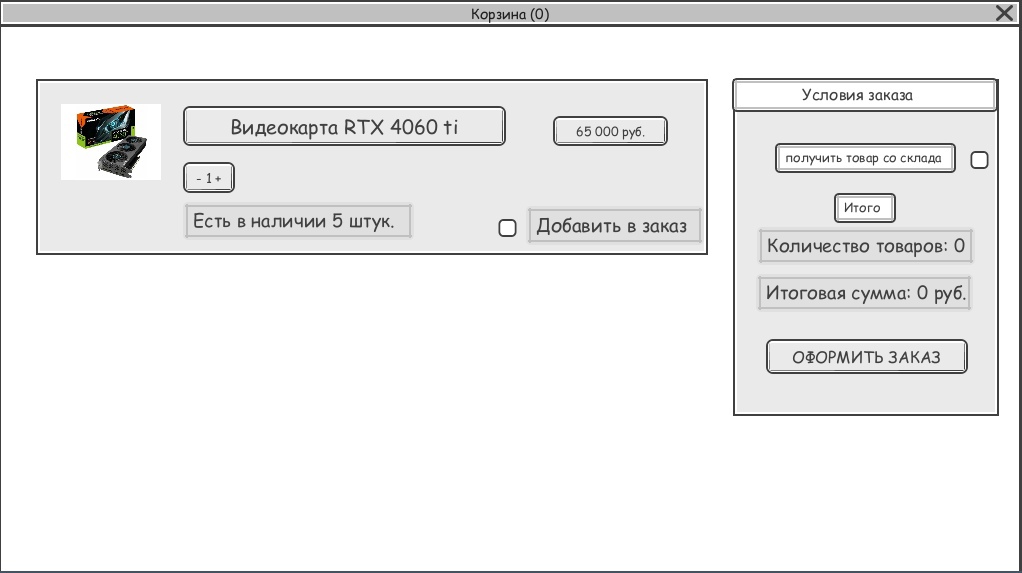 Корзина (0)
Видеокарта RTX 4060 ti
65 000 руб.
- 1 +
Есть в наличии 5 штук.
Добавить в заказ
Условия заказа
получить товар со склада
Итого
Количество товаров: 0
Итоговая сумма: 0 руб.
ОФОРМИТЬ ЗАКАЗ